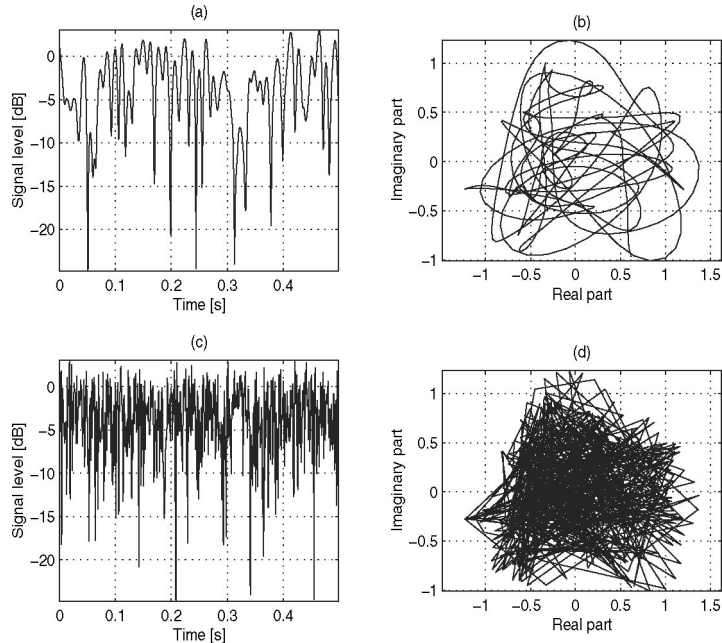 (a)
Signal level [dB]
0
−5
−10
−15
−20
0 0.1 0.2 0.3 0.4
Time [s]
(b)
Imaginary part
1
0.5
0
−0.5
−1
−1 −0.5 0 0.5 1 1.5
Real part
(c)
Signal level [dB]
0
−5
−10
−15
−20
0 0.1 0.2 0.3 0.4
Time [s]
(d)
Imaginary part
1
0.5
0
−0.5
−1
−1 −0.5 0 0.5 1 1.5
Real part